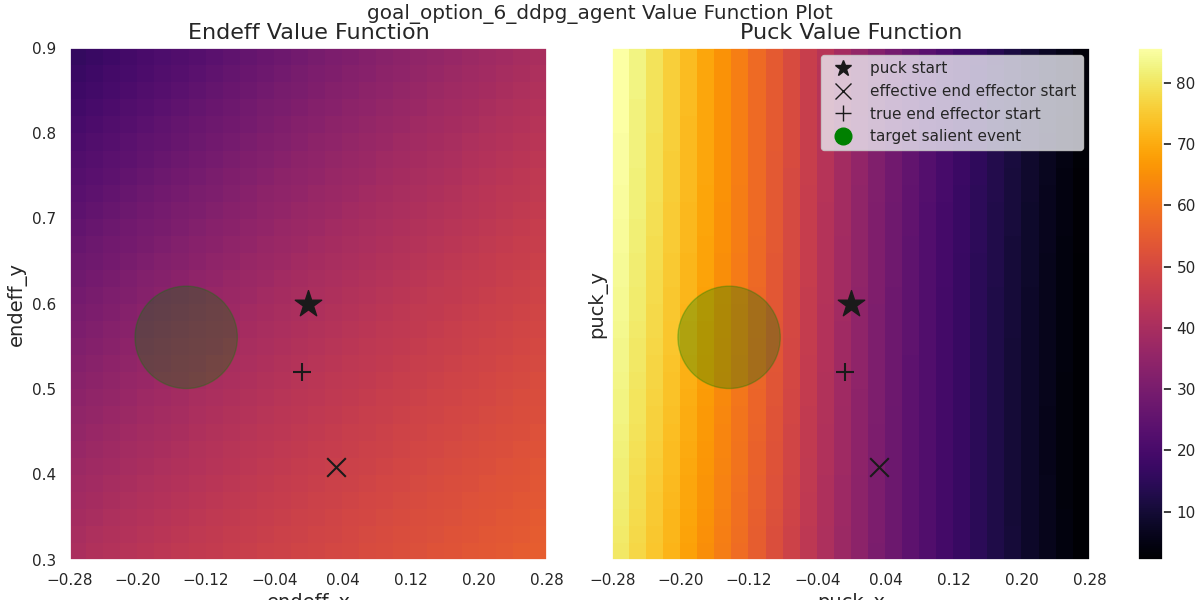 goal_option_6_ddpg_agent Value Function Plot
Endeff Value Function
Puck Value Function
puck start
effective end effector start
true end effector start
target salient event
0.9
0.8
0.7
0.6
0.5
0.4
0.3
endeff_y
−0.28 −0.20 −0.12 −0.04 0.04 0.12 0.20 0.28
endeff_x
puck_y
−0.28 −0.20 −0.12 −0.04 0.04 0.12 0.20 0.28
puck_x
80
70
60
50
40
30
20
10